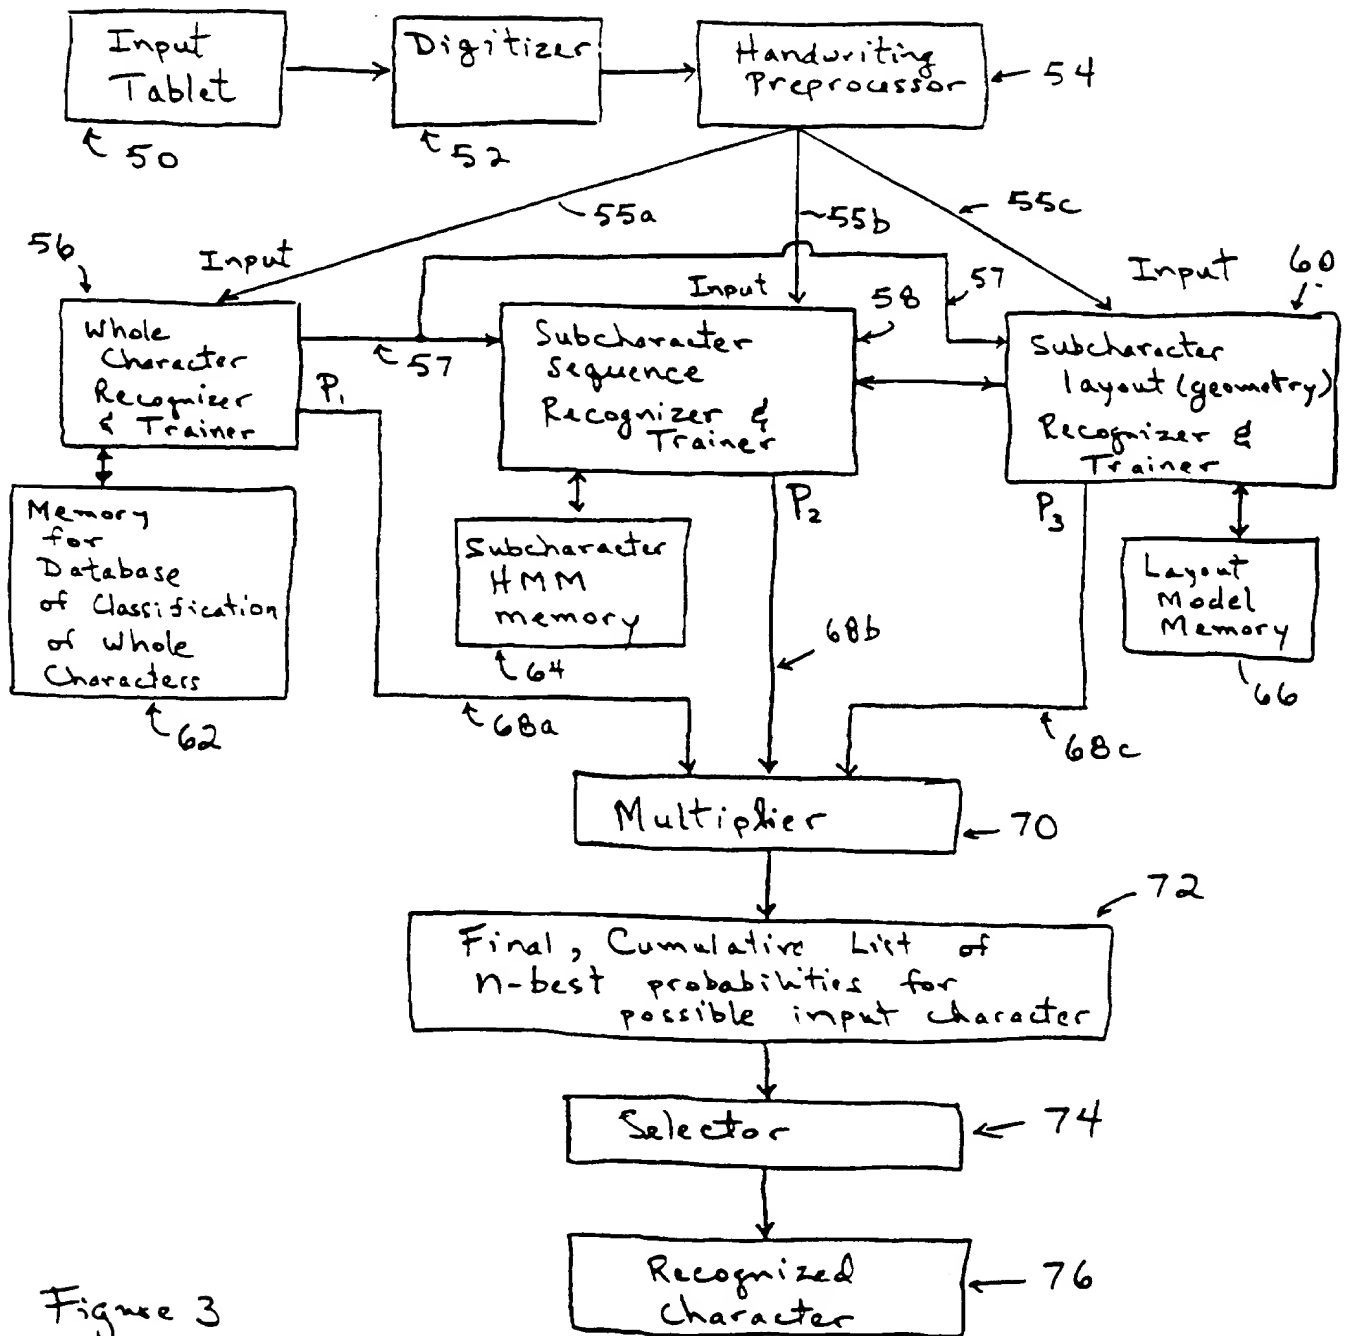 Input
Tablet
50
Digitizer
52
Handwriting
Preprocessor
54
55a
55b
55c
56
Input
Whole
Character
Recognizer
& Trainer
57
P1
Input
58
Subcharacter
Sequence
Recognizer &
Trainer
P2
57
Input
60
Subcharacter
layout (geometry)
Recognizer &
Trainer
P3
Memory
for
Database
of Classification
of Whole
Characters
62
Subcharacter
HMM
memory
64
Layout
Model
Memory
66
68a
68b
68c
Multiplier
70
72
Final, Cumulative List of
n-best probabilities for
possible input character
Selector
74
Recognized
Character
76
Figure 3